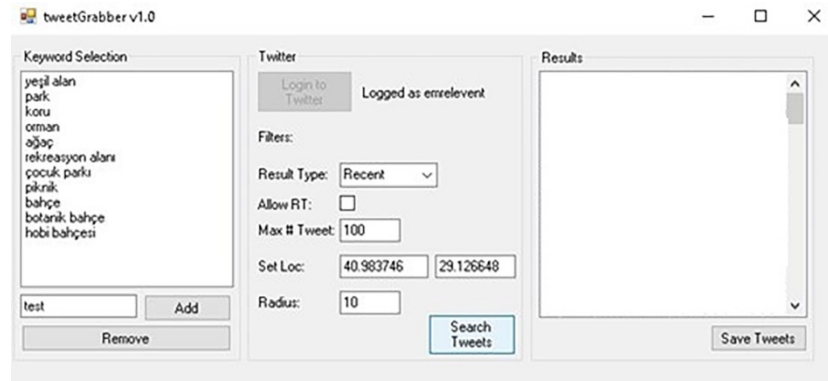 tweetGrabber v1.0
Keyword Selection
yeşil alan
park
koru
orman
ağaç
rekreasyon alanı
çocuk parkı
piknik
bahçe
botanik bahçe
hobi bahçesi
test
Add
Remove
Twitter
Login to
Twitter
Logged as emrelevent
Filters:
Result Type: Recent
Allow RT:
Max # Tweet: 100
Set Loc: 40.983746 29.126648
Radius: 10
Search
Tweets
Results
Save Tweets